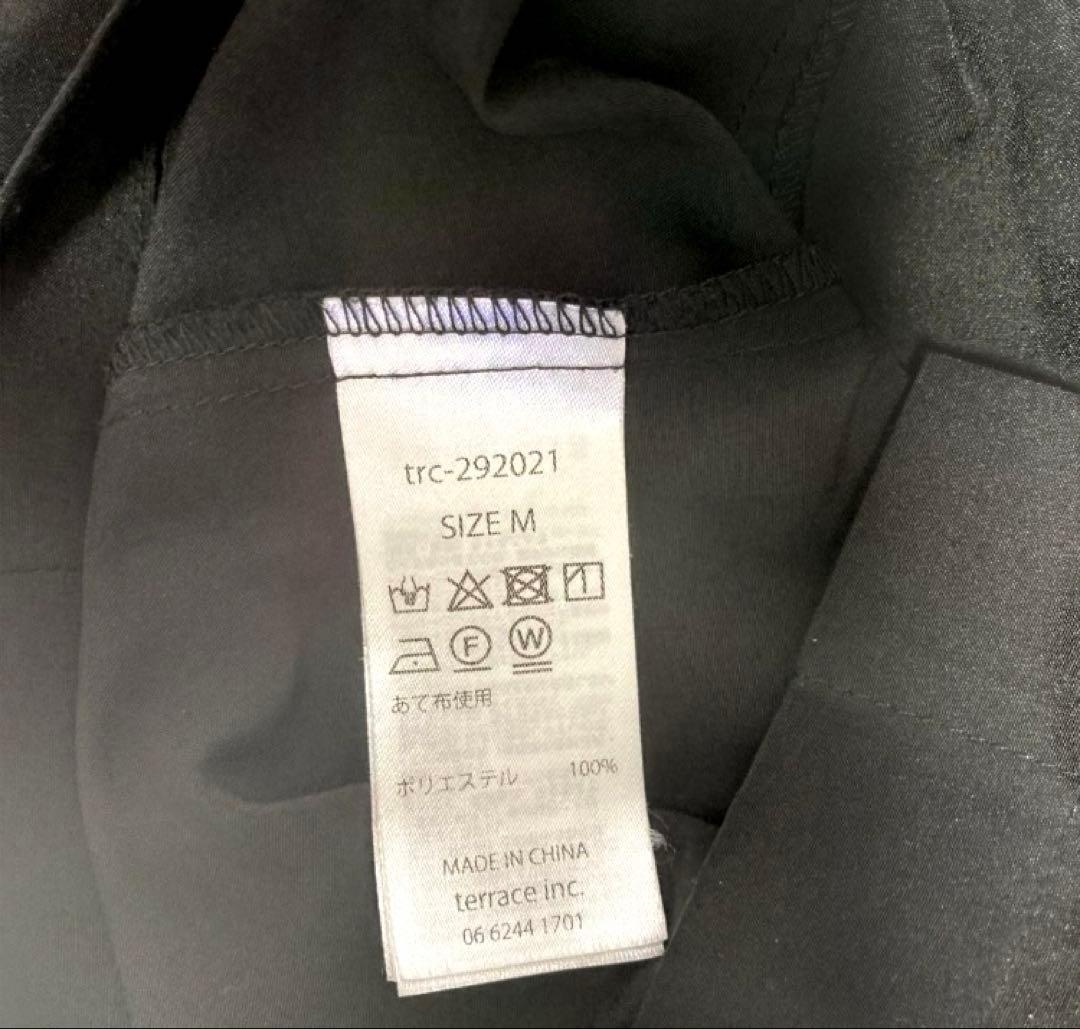 trc-292021
SIZE M
F W
あて布使用
ポリエステル 100%
MADE IN CHINA
terrace inc.
06 6244 1701